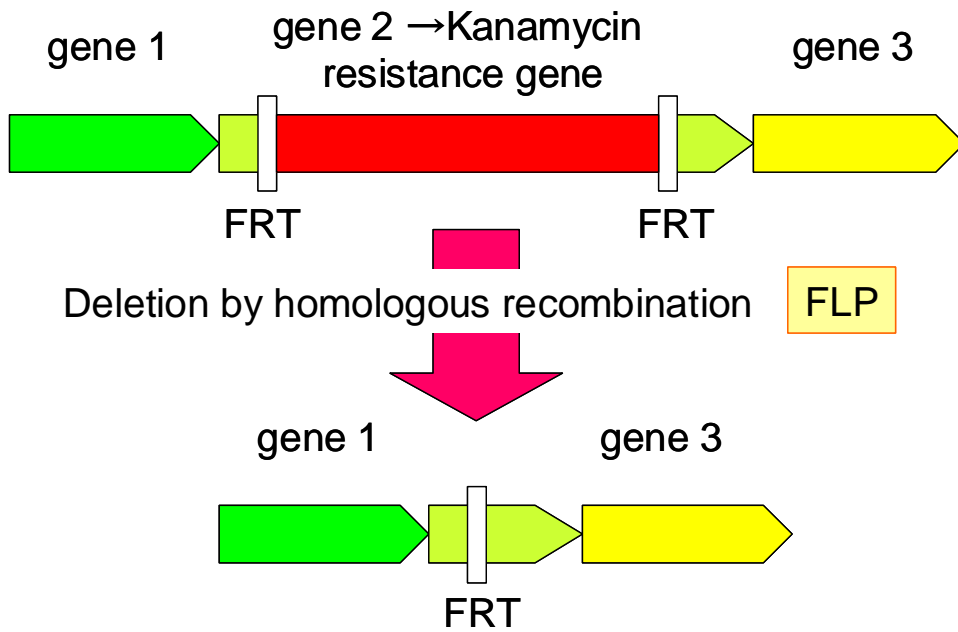 gene 1
gene 2 →Kanamycin
resistance gene
gene 3
FRT
FRT
Deletion by homologous recombination
FLP
gene 1
gene 3
FRT